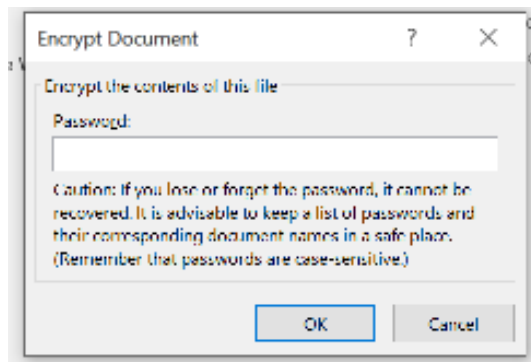 Encrypt Document
?
Encrypt the contents of this file
Password:
Caution: If you lose or forget the password, it cannot be
recovered. It is advisable to keep a list of passwords and
their corresponding document names in a safe place.
(Remember that passwords are case-sensitive.)
OK
Cancel